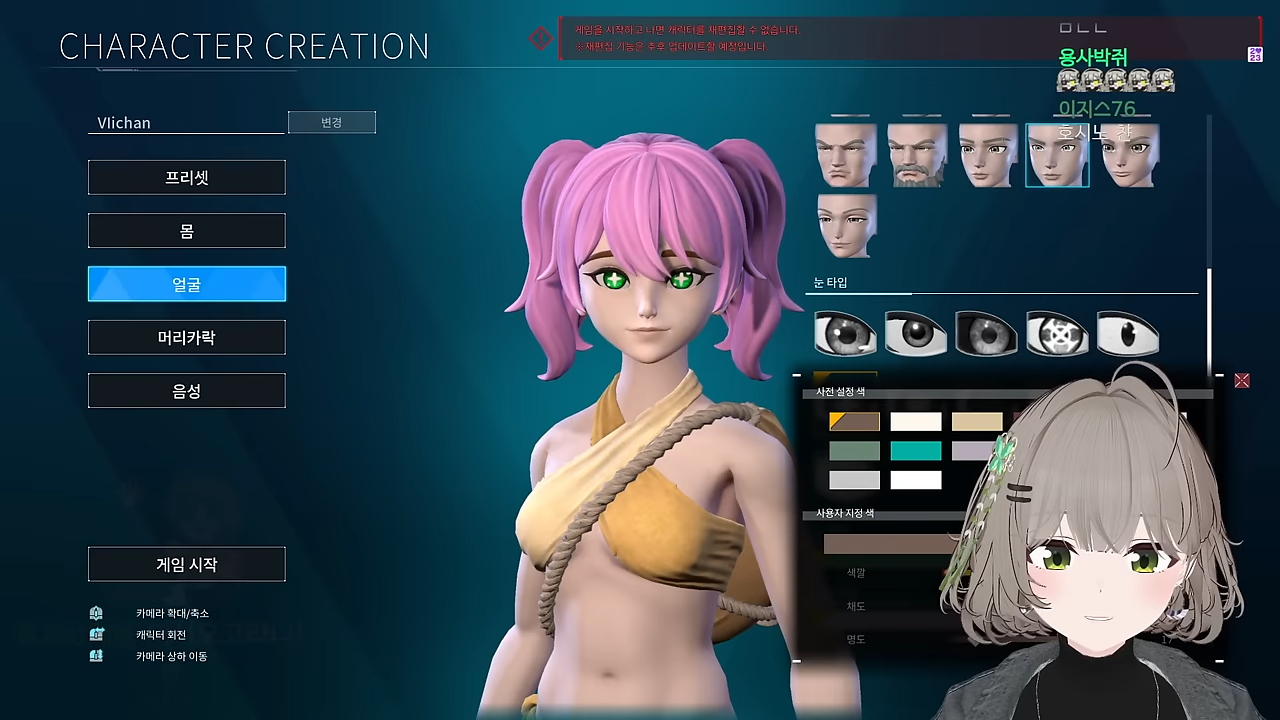 CHARACTER CREATION
게임을 시작하고 나면 캐릭터를 재편집할 수 없습니다.
※재편집 기능은 추후 업데이트할 예정입니다.
ㅁㄴㄴ
용사박쥐
이지스76
호시노 챤
Vlichan
변경
프리셋
몸
얼굴
머리카락
음성
게임 시작
카메라 확대/축소
캐릭터 회전
카메라 상하 이동
눈 타입
사전 설정 색
사용자 지정 색
색깔
채도
명도